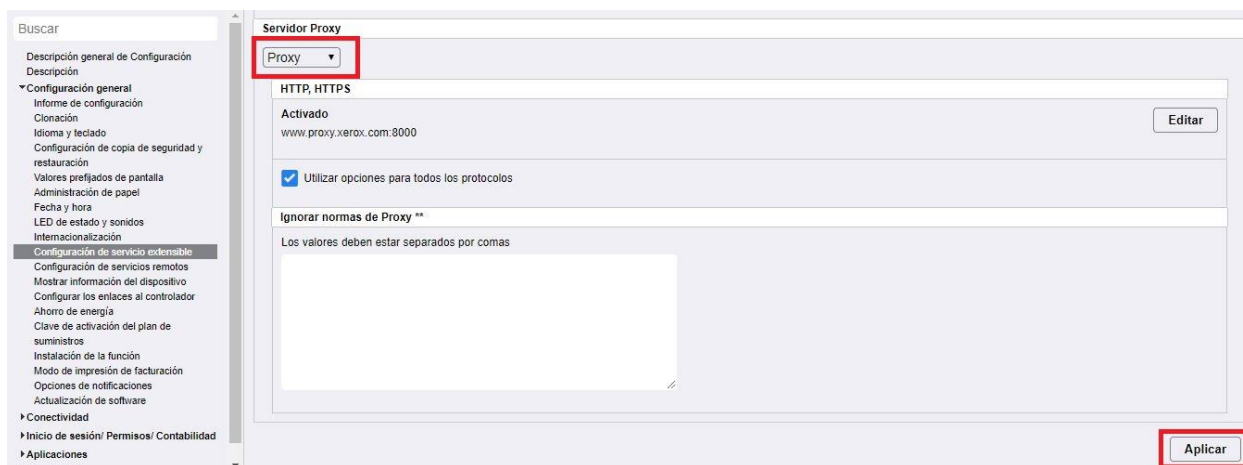 Buscar
Descripción general de Configuración
Descripción
Configuración general
Informe de configuración
Clonación
Idioma y teclado
Configuración de copia de seguridad y
restauración
Valores prefijados de pantalla
Administración de papel
Fecha y hora
LED de estado y sonidos
Internacionalización
Configuración de servicio extensible
Configuración de servicios remotos
Mostrar información del dispositivo
Configurar los enlaces al controlador
Ahorro de energía
Clave de activación del plan de
suministros
Instalación de la función
Modo de impresión de facturación
Opciones de notificaciones
Actualización de software
Conectividad
Inicio de sesión/ Permisos/ Contabilidad
Aplicaciones
Servidor Proxy
Proxy
HTTP, HTTPS
Activado
www.proxy.xerox.com:8000
Editar
Utilizar opciones para todos los protocolos
Ignorar normas de Proxy **
Los valores deben estar separados por comas
Aplicar